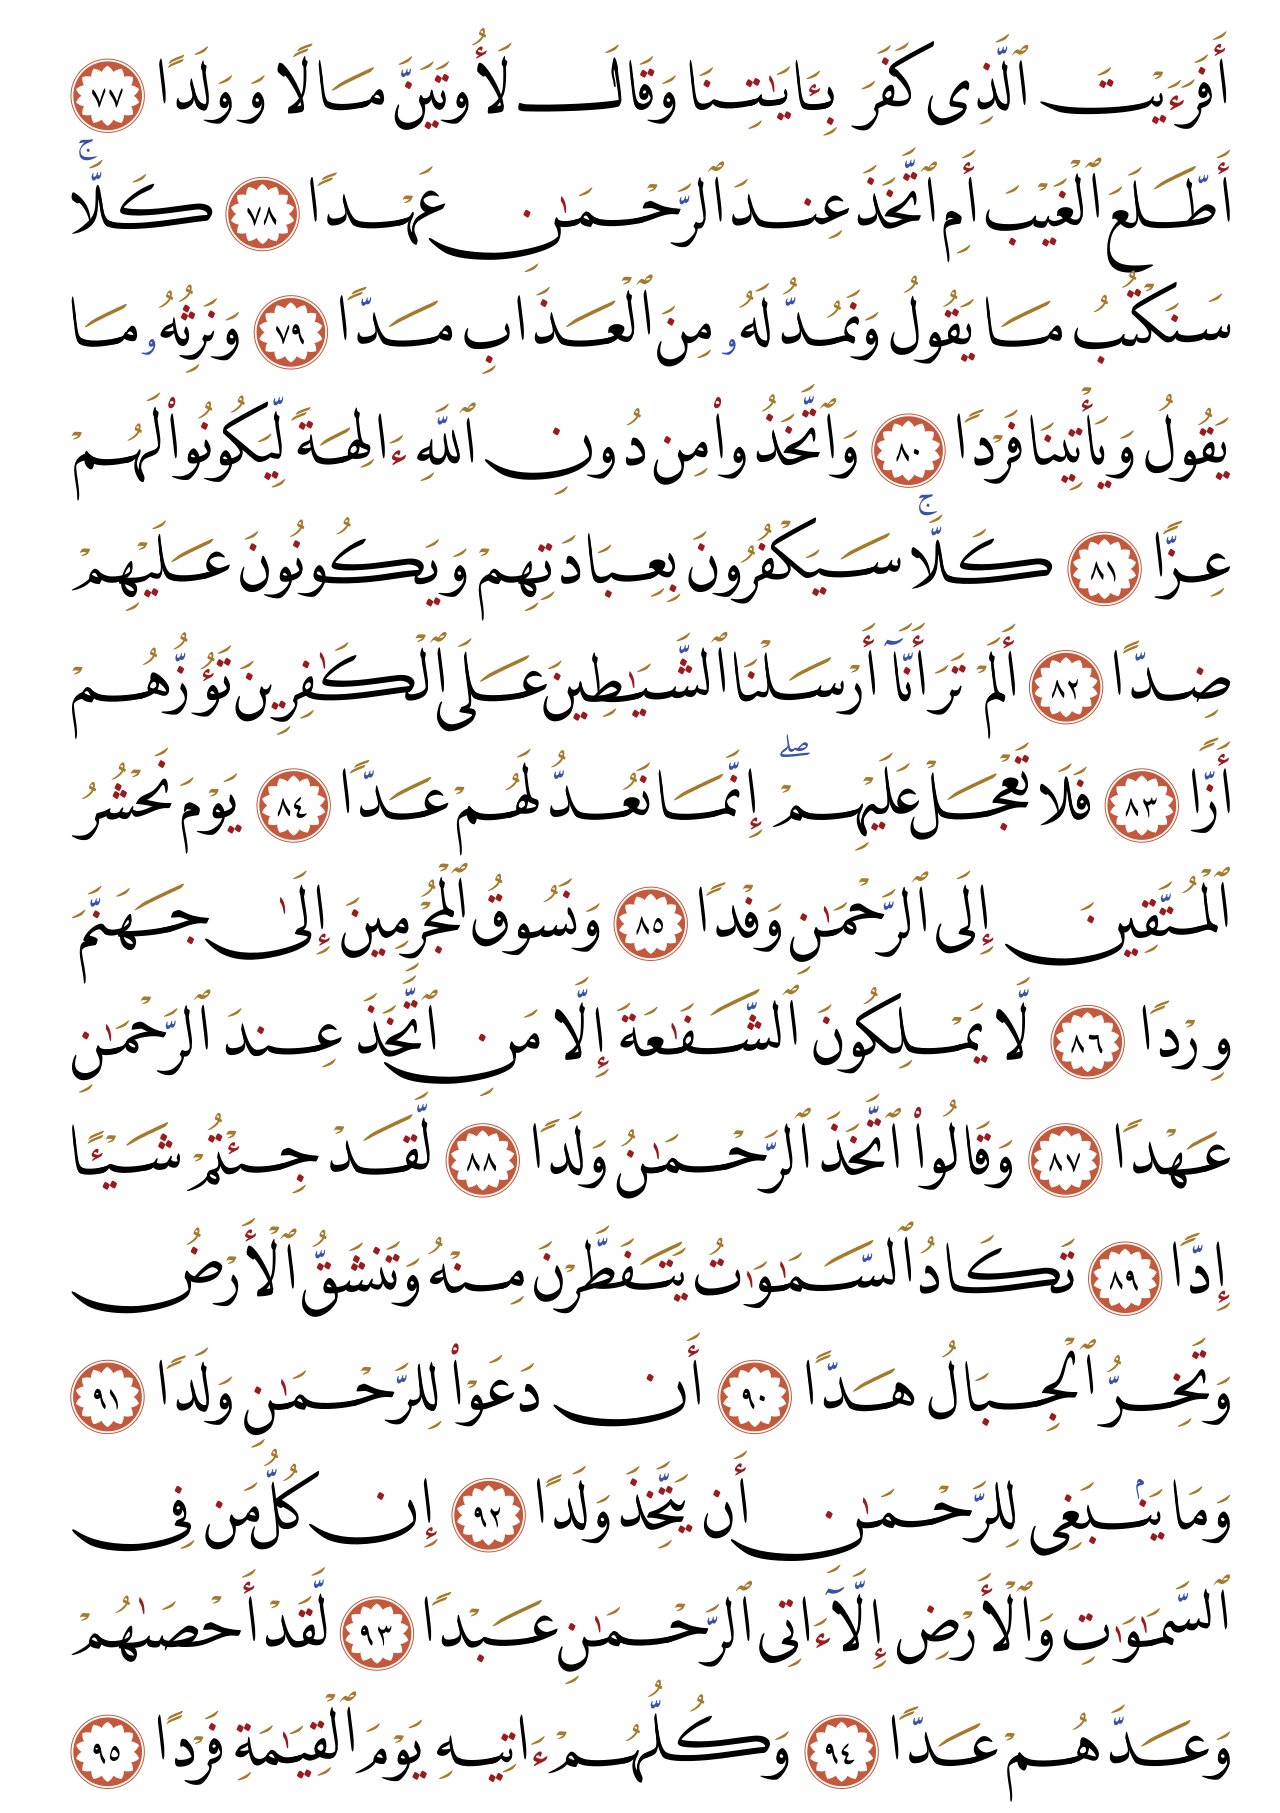 أَفَرَءَيْتَ ٱلَّذِى كَفَرَ بِـَٔايَٰتِنَا وَقَالَ لَأُوتَيَنَّ مَالًا وَوَلَدًا ٧٧
أَطَّلَعَ ٱلْغَيْبَ أَمِ ٱتَّخَذَ عِندَ ٱلرَّحْمَٰنِ عَهْدًا ٧٨ كَلَّا ۚ
سَنَكْتُبُ مَا يَقُولُ وَنَمُدُّ لَهُۥ مِنَ ٱلْعَذَابِ مَدًّا ٧٩ وَنَرِثُهُۥ مَا
يَقُولُ وَيَأْتِينَا فَرْدًا ٨٠ وَٱتَّخَذُوا۟ مِن دُونِ ٱللَّهِ ءَالِهَةً لِّيَكُونُوا۟ لَهُمْ
عِزًّا ٨١ كَلَّا ۚ سَيَكْفُرُونَ بِعِبَادَتِهِمْ وَيَكُونُونَ عَلَيْهِمْ
ضِدًّا ٨٢ أَلَمْ تَرَ أَنَّآ أَرْسَلْنَا ٱلشَّيَٰطِينَ عَلَى ٱلْكَٰفِرِينَ تَؤُزُّهُمْ
أَزًّا ٨٣ فَلَا تَعْجَلْ عَلَيْهِمْ ۖ إِنَّمَا نَعُدُّ لَهُمْ عَدًّا ٨٤ يَوْمَ نَحْشُرُ
ٱلْمُتَّقِينَ إِلَى ٱلرَّحْمَٰنِ وَفْدًا ٨٥ وَنَسُوقُ ٱلْمُجْرِمِينَ إِلَىٰ جَهَنَّمَ
وِرْدًا ٨٦ لَّا يَمْلِكُونَ ٱلشَّفَٰعَةَ إِلَّا مَنِ ٱتَّخَذَ عِندَ ٱلرَّحْمَٰنِ
عَهْدًا ٨٧ وَقَالُوا۟ ٱتَّخَذَ ٱلرَّحْمَٰنُ وَلَدًا ٨٨ لَّقَدْ جِئْتُمْ شَيْـًٔا
إِدًّا ٨٩ تَكَادُ ٱلسَّمَٰوَٰتُ يَتَفَطَّرْنَ مِنْهُ وَتَنشَقُّ ٱلْأَرْضُ
وَتَخِرُّ ٱلْجِبَالُ هَدًّا ٩٠ أَن دَعَوْا۟ لِلرَّحْمَٰنِ وَلَدًا ٩١
وَمَا يَنۢبَغِى لِلرَّحْمَٰنِ أَن يَتَّخِذَ وَلَدًا ٩٢ إِن كُلُّ مَن فِى
ٱلسَّمَٰوَٰتِ وَٱلْأَرْضِ إِلَّآ ءَاتِى ٱلرَّحْمَٰنِ عَبْدًا ٩٣ لَّقَدْ أَحْصَىٰهُمْ
وَعَدَّهُمْ عَدًّا ٩٤ وَكُلُّهُمْ ءَاتِيهِ يَوْمَ ٱلْقِيَٰمَةِ فَرْدًا ٩٥